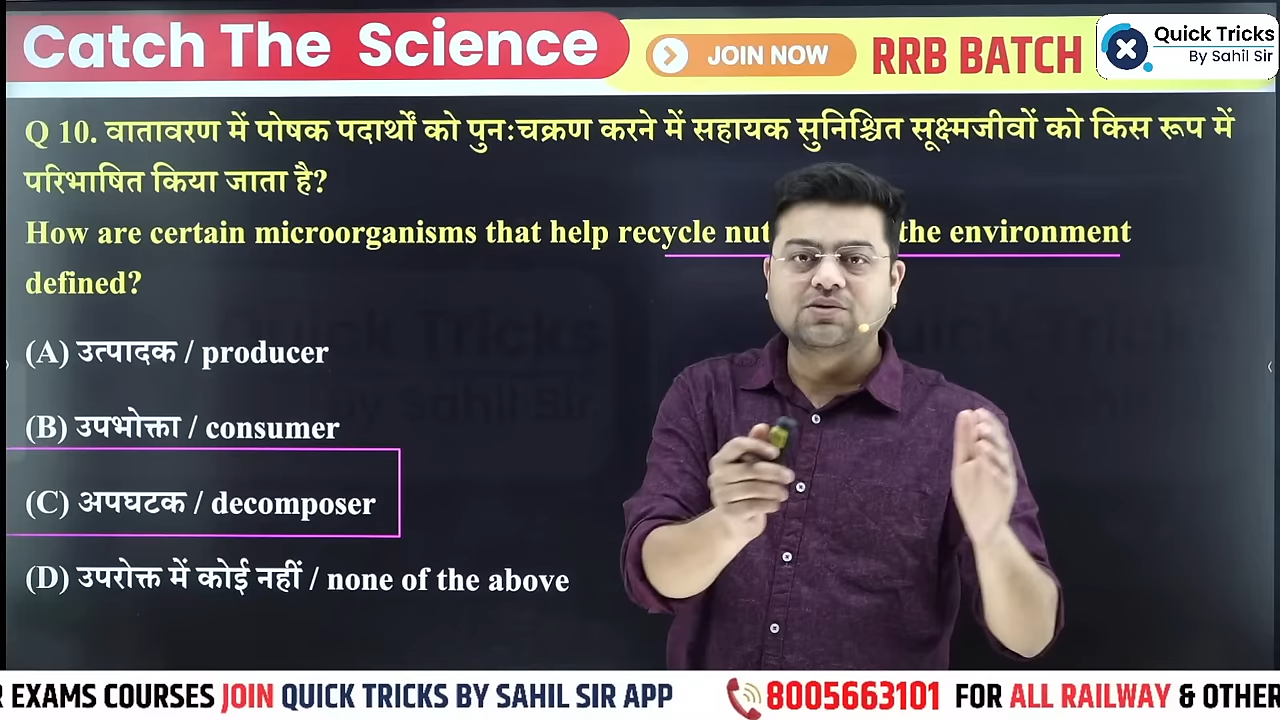 Catch The Science
JOIN NOW
RRB BATCH
Quick Tricks
By Sahil Sir
Q 10. वातावरण में पोषक पदार्थों को पुनःचक्रण करने में सहायक सुनिश्चित सूक्ष्मजीवों को किस रूप में
परिभाषित किया जाता है?
How are certain microorganisms that help recycle the environment
defined?
(A) उत्पादक / producer
(B) उपभोक्ता / consumer
(C) अपघटक / decomposer
(D) उपरोक्त में कोई नहीं / none of the above
EXAMS COURSES JOIN QUICK TRICKS BY SAHIL SIR APP
8005663101 FOR ALL RAILWAY & OTHER